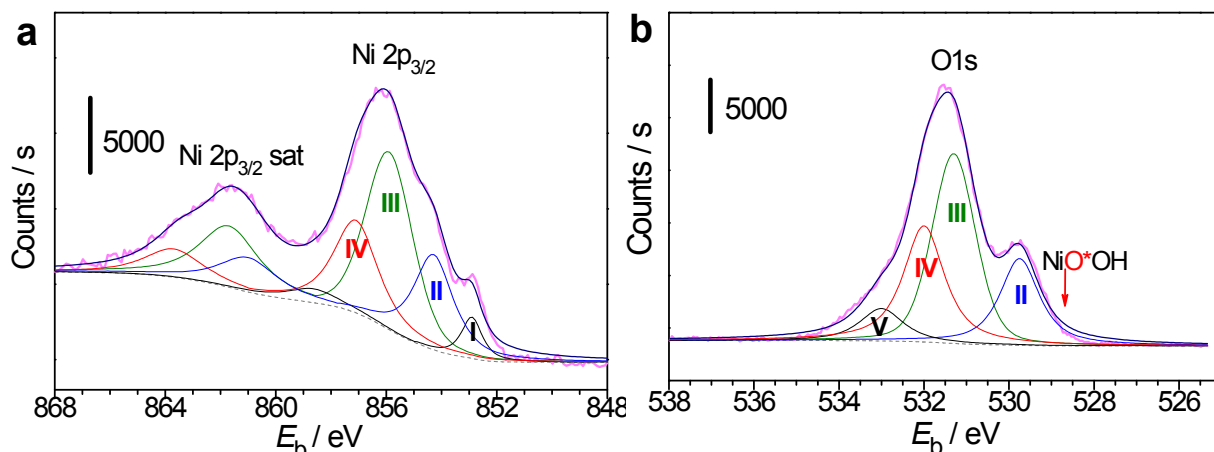 a
Ni 2p3/2
Ni 2p3/2 sat
5000
Counts / s
I
II
III
IV
868 864 860 856 852 848
Eb / eV
b
O1s
5000
NiO*OH
Counts / s
II
III
IV
V
538 536 534 532 530 528 526
Eb / eV